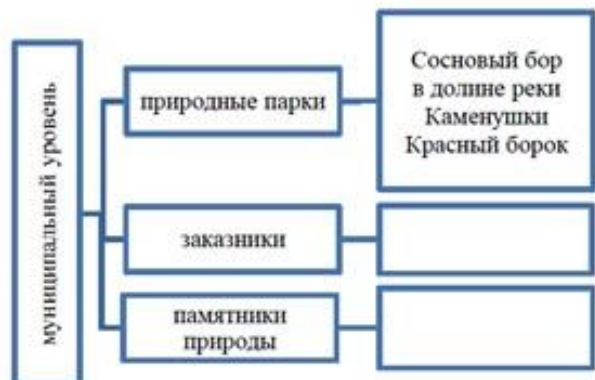 муниципальный уровень
природные парки
Сосновый бор
в долине реки
Каменушки
Красный борок
заказники
памятники
природы